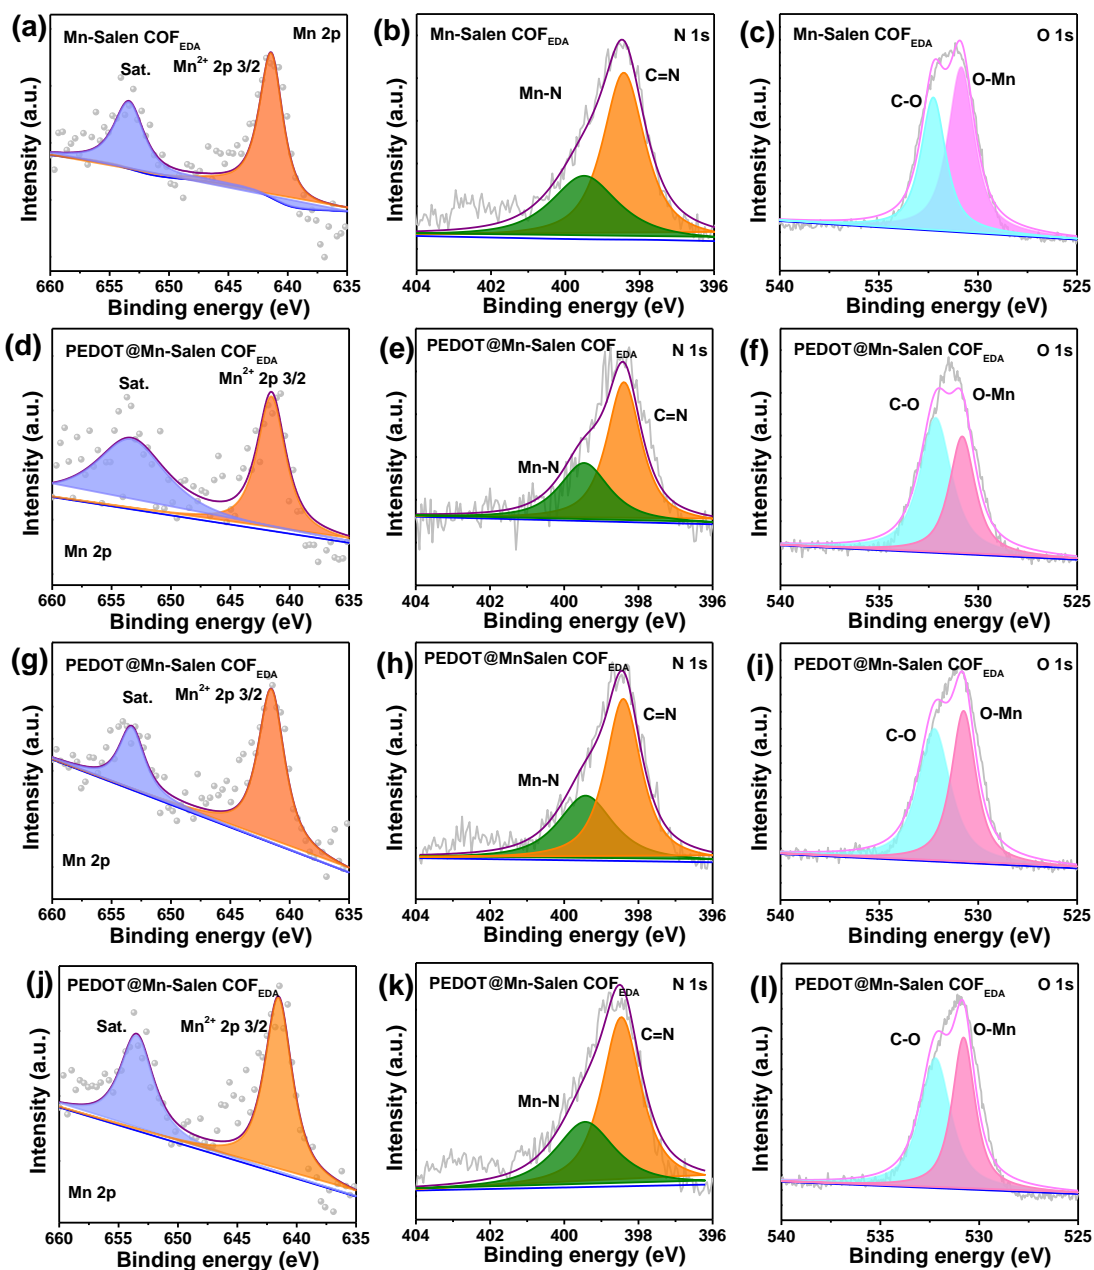 (a)
Mn-Salen COF_EDA
Mn 2p
Sat.
Mn²⁺ 2p 3/2
Intensity (a.u.)
660 655 650 645 640 635
Binding energy (eV)
(b)
Mn-Salen COF_EDA
N 1s
C=N
Mn-N
Intensity (a.u.)
404 402 400 398 396
Binding energy (eV)
(c)
Mn-Salen COF_EDA
O 1s
O-Mn
C-O
Intensity (a.u.)
540 535 530 525
Binding energy (eV)
(d)
PEDOT@Mn-Salen COF_EDA
Sat.
Mn²⁺ 2p 3/2
Mn 2p
Intensity (a.u.)
660 655 650 645 640 635
Binding energy (eV)
(e)
PEDOT@Mn-Salen COF_EDA
N 1s
C=N
Mn-N
Intensity (a.u.)
404 402 400 398 396
Binding energy (eV)
(f)
PEDOT@Mn-Salen COF_EDA
O 1s
O-Mn
C-O
Intensity (a.u.)
540 535 530 525
Binding energy (eV)
(g)
PEDOT@Mn-Salen COF_EDA
Sat.
Mn²⁺ 2p 3/2
Mn 2p
Intensity (a.u.)
660 655 650 645 640 635
Binding energy (eV)
(h)
PEDOT@MnSalen COF_EDA
N 1s
C=N
Mn-N
Intensity (a.u.)
404 402 400 398 396
Binding energy (eV)
(i)
PEDOT@Mn-Salen COF_EDA
O 1s
O-Mn
C-O
Intensity (a.u.)
540 535 530 525
Binding energy (eV)
(j)
PEDOT@Mn-Salen COF_EDA
Sat.
Mn²⁺ 2p 3/2
Mn 2p
Intensity (a.u.)
660 655 650 645 640 635
Binding energy (eV)
(k)
PEDOT@Mn-Salen COF_EDA
N 1s
C=N
Mn-N
Intensity (a.u.)
404 402 400 398 396
Binding energy (eV)
(l)
PEDOT@Mn-Salen COF_EDA
O 1s
O-Mn
C-O
Intensity (a.u.)
540 535 530 525
Binding energy (eV)